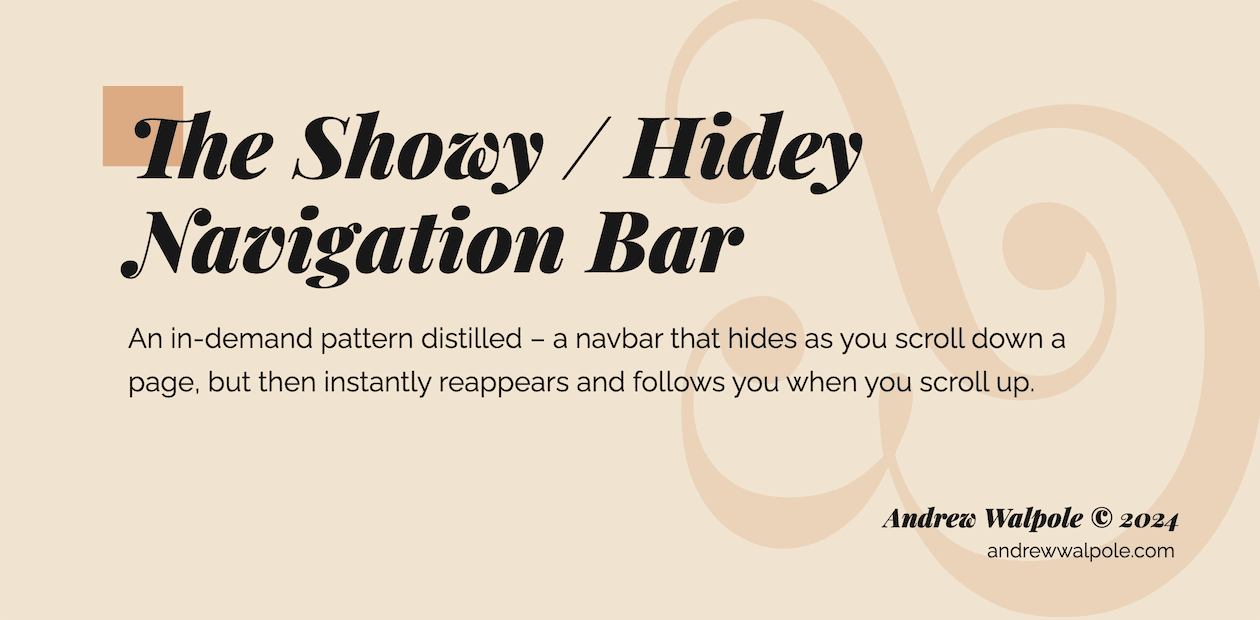 The Showy / Hidey
Navigation Bar
An in-demand pattern distilled – a navbar that hides as you scroll down a
page, but then instantly reappears and follows you when you scroll up.
Andrew Walpole © 2024
andrewwalpole.com